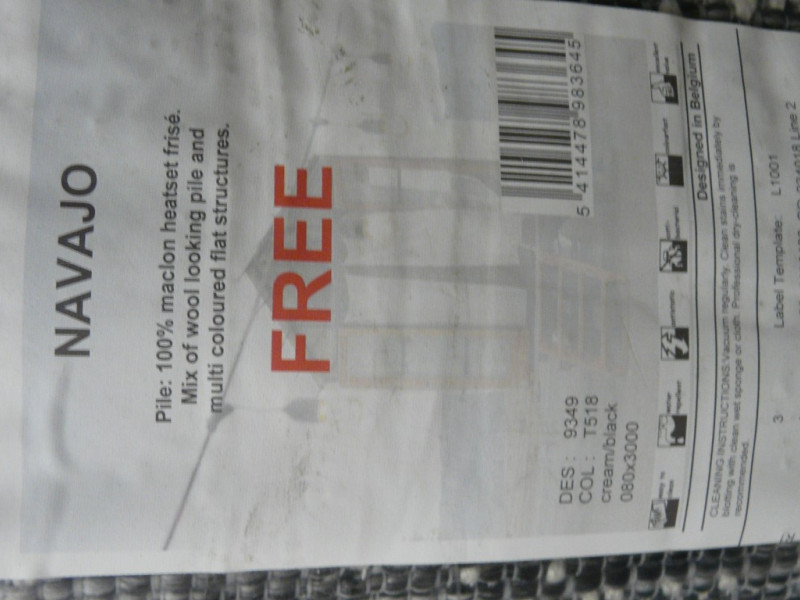 NAVAJO
Pile: 100% maclon heatset frisé.
Mix of wool looking pile and
multi coloured flat structures.
FREE
5 414478 983645
DES : 9349
COL : T518
cream/black
080x3000
Designed in Belgium
CLEANING INSTRUCTIONS: Vacuum regularly. Clean stains immediately by
blotting with clean wet sponge or cloth. Professional dry-cleaning is
recommended.
3 Label Template: L1001
Line 2